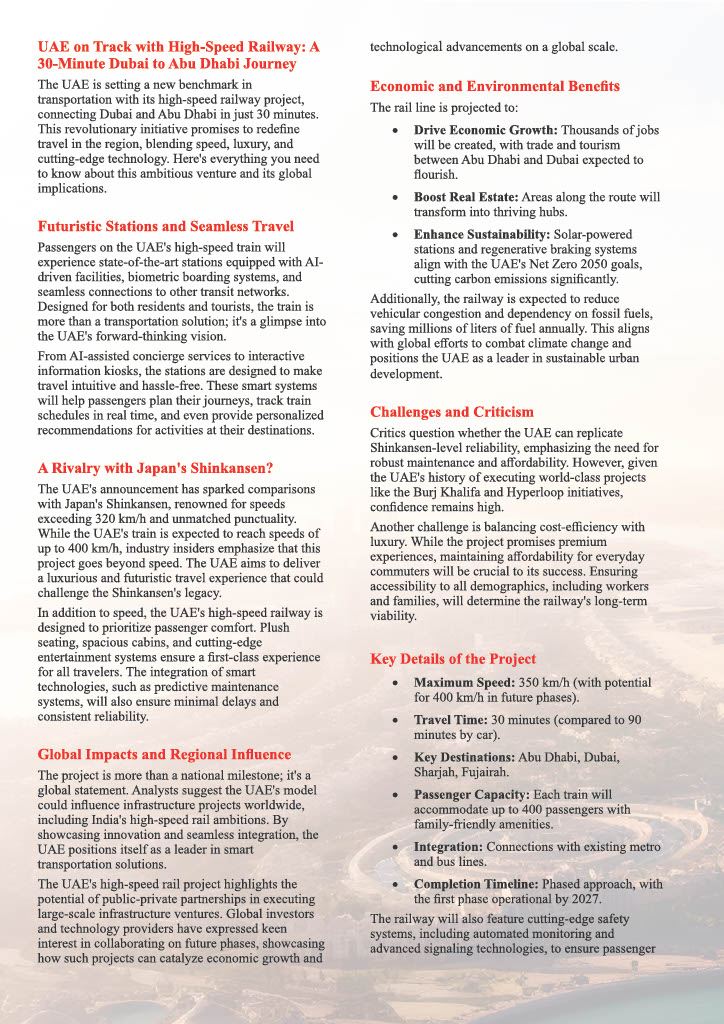 UAE on Track with High-Speed Railway: A
30-Minute Dubai to Abu Dhabi Journey
The UAE is setting a new benchmark in
transportation with its high-speed railway project,
connecting Dubai and Abu Dhabi in just 30 minutes.
This revolutionary initiative promises to redefine
travel in the region, blending speed, luxury, and
cutting-edge technology. Here's everything you need
to know about this ambitious venture and its global
implications.
Futuristic Stations and Seamless Travel
Passengers on the UAE's high-speed train will
experience state-of-the-art stations equipped with AI-
driven facilities, biometric boarding systems, and
seamless connections to other transit networks.
Designed for both residents and tourists, the train is
more than a transportation solution; it's a glimpse into
the UAE's forward-thinking vision.
From AI-assisted concierge services to interactive
information kiosks, the stations are designed to make
travel intuitive and hassle-free. These smart systems
will help passengers plan their journeys, track train
schedules in real time, and even provide personalized
recommendations for activities at their destinations.
A Rivalry with Japan's Shinkansen?
The UAE's announcement has sparked comparisons
with Japan's Shinkansen, renowned for speeds
exceeding 320 km/h and unmatched punctuality.
While the UAE's train is expected to reach speeds of
up to 400 km/h, industry insiders emphasize that this
project goes beyond speed. The UAE aims to deliver
a luxurious and futuristic travel experience that could
challenge the Shinkansen's legacy.
In addition to speed, the UAE's high-speed railway is
designed to prioritize passenger comfort. Plush
seating, spacious cabins, and cutting-edge
entertainment systems ensure a first-class experience
for all travelers. The integration of smart
technologies, such as predictive maintenance
systems, will also ensure minimal delays and
consistent reliability.
Global Impacts and Regional Influence
The project is more than a national milestone; it's a
global statement. Analysts suggest the UAE's model
could influence infrastructure projects worldwide,
including India's high-speed rail ambitions. By
showcasing innovation and seamless integration, the
UAE positions itself as a leader in smart
transportation solutions.
The UAE's high-speed rail project highlights the
potential of public-private partnerships in executing
large-scale infrastructure ventures. Global investors
and technology providers have expressed keen
interest in collaborating on future phases, showcasing
how such projects can catalyze economic growth and
technological advancements on a global scale.
Economic and Environmental Benefits
The rail line is projected to:
• Drive Economic Growth: Thousands of jobs
will be created, with trade and tourism
between Abu Dhabi and Dubai expected to
flourish.
• Boost Real Estate: Areas along the route will
transform into thriving hubs.
• Enhance Sustainability: Solar-powered
stations and regenerative braking systems
align with the UAE's Net Zero 2050 goals,
cutting carbon emissions significantly.
Additionally, the railway is expected to reduce
vehicular congestion and dependency on fossil fuels,
saving millions of liters of fuel annually. This aligns
with global efforts to combat climate change and
positions the UAE as a leader in sustainable urban
development.
Challenges and Criticism
Critics question whether the UAE can replicate
Shinkansen-level reliability, emphasizing the need for
robust maintenance and affordability. However, given
the UAE's history of executing world-class projects
like the Burj Khalifa and Hyperloop initiatives,
confidence remains high.
Another challenge is balancing cost-efficiency with
luxury. While the project promises premium
experiences, maintaining affordability for everyday
commuters will be crucial to its success. Ensuring
accessibility to all demographics, including workers
and families, will determine the railway's long-term
viability.
Key Details of the Project
• Maximum Speed: 350 km/h (with potential
for 400 km/h in future phases).
• Travel Time: 30 minutes (compared to 90
minutes by car).
• Key Destinations: Abu Dhabi, Dubai,
Sharjah, Fujairah.
• Passenger Capacity: Each train will
accommodate up to 400 passengers with
family-friendly amenities.
• Integration: Connections with existing metro
and bus lines.
• Completion Timeline: Phased approach, with
the first phase operational by 2027.
The railway will also feature cutting-edge safety
systems, including automated monitoring and
advanced signaling technologies, to ensure passenger